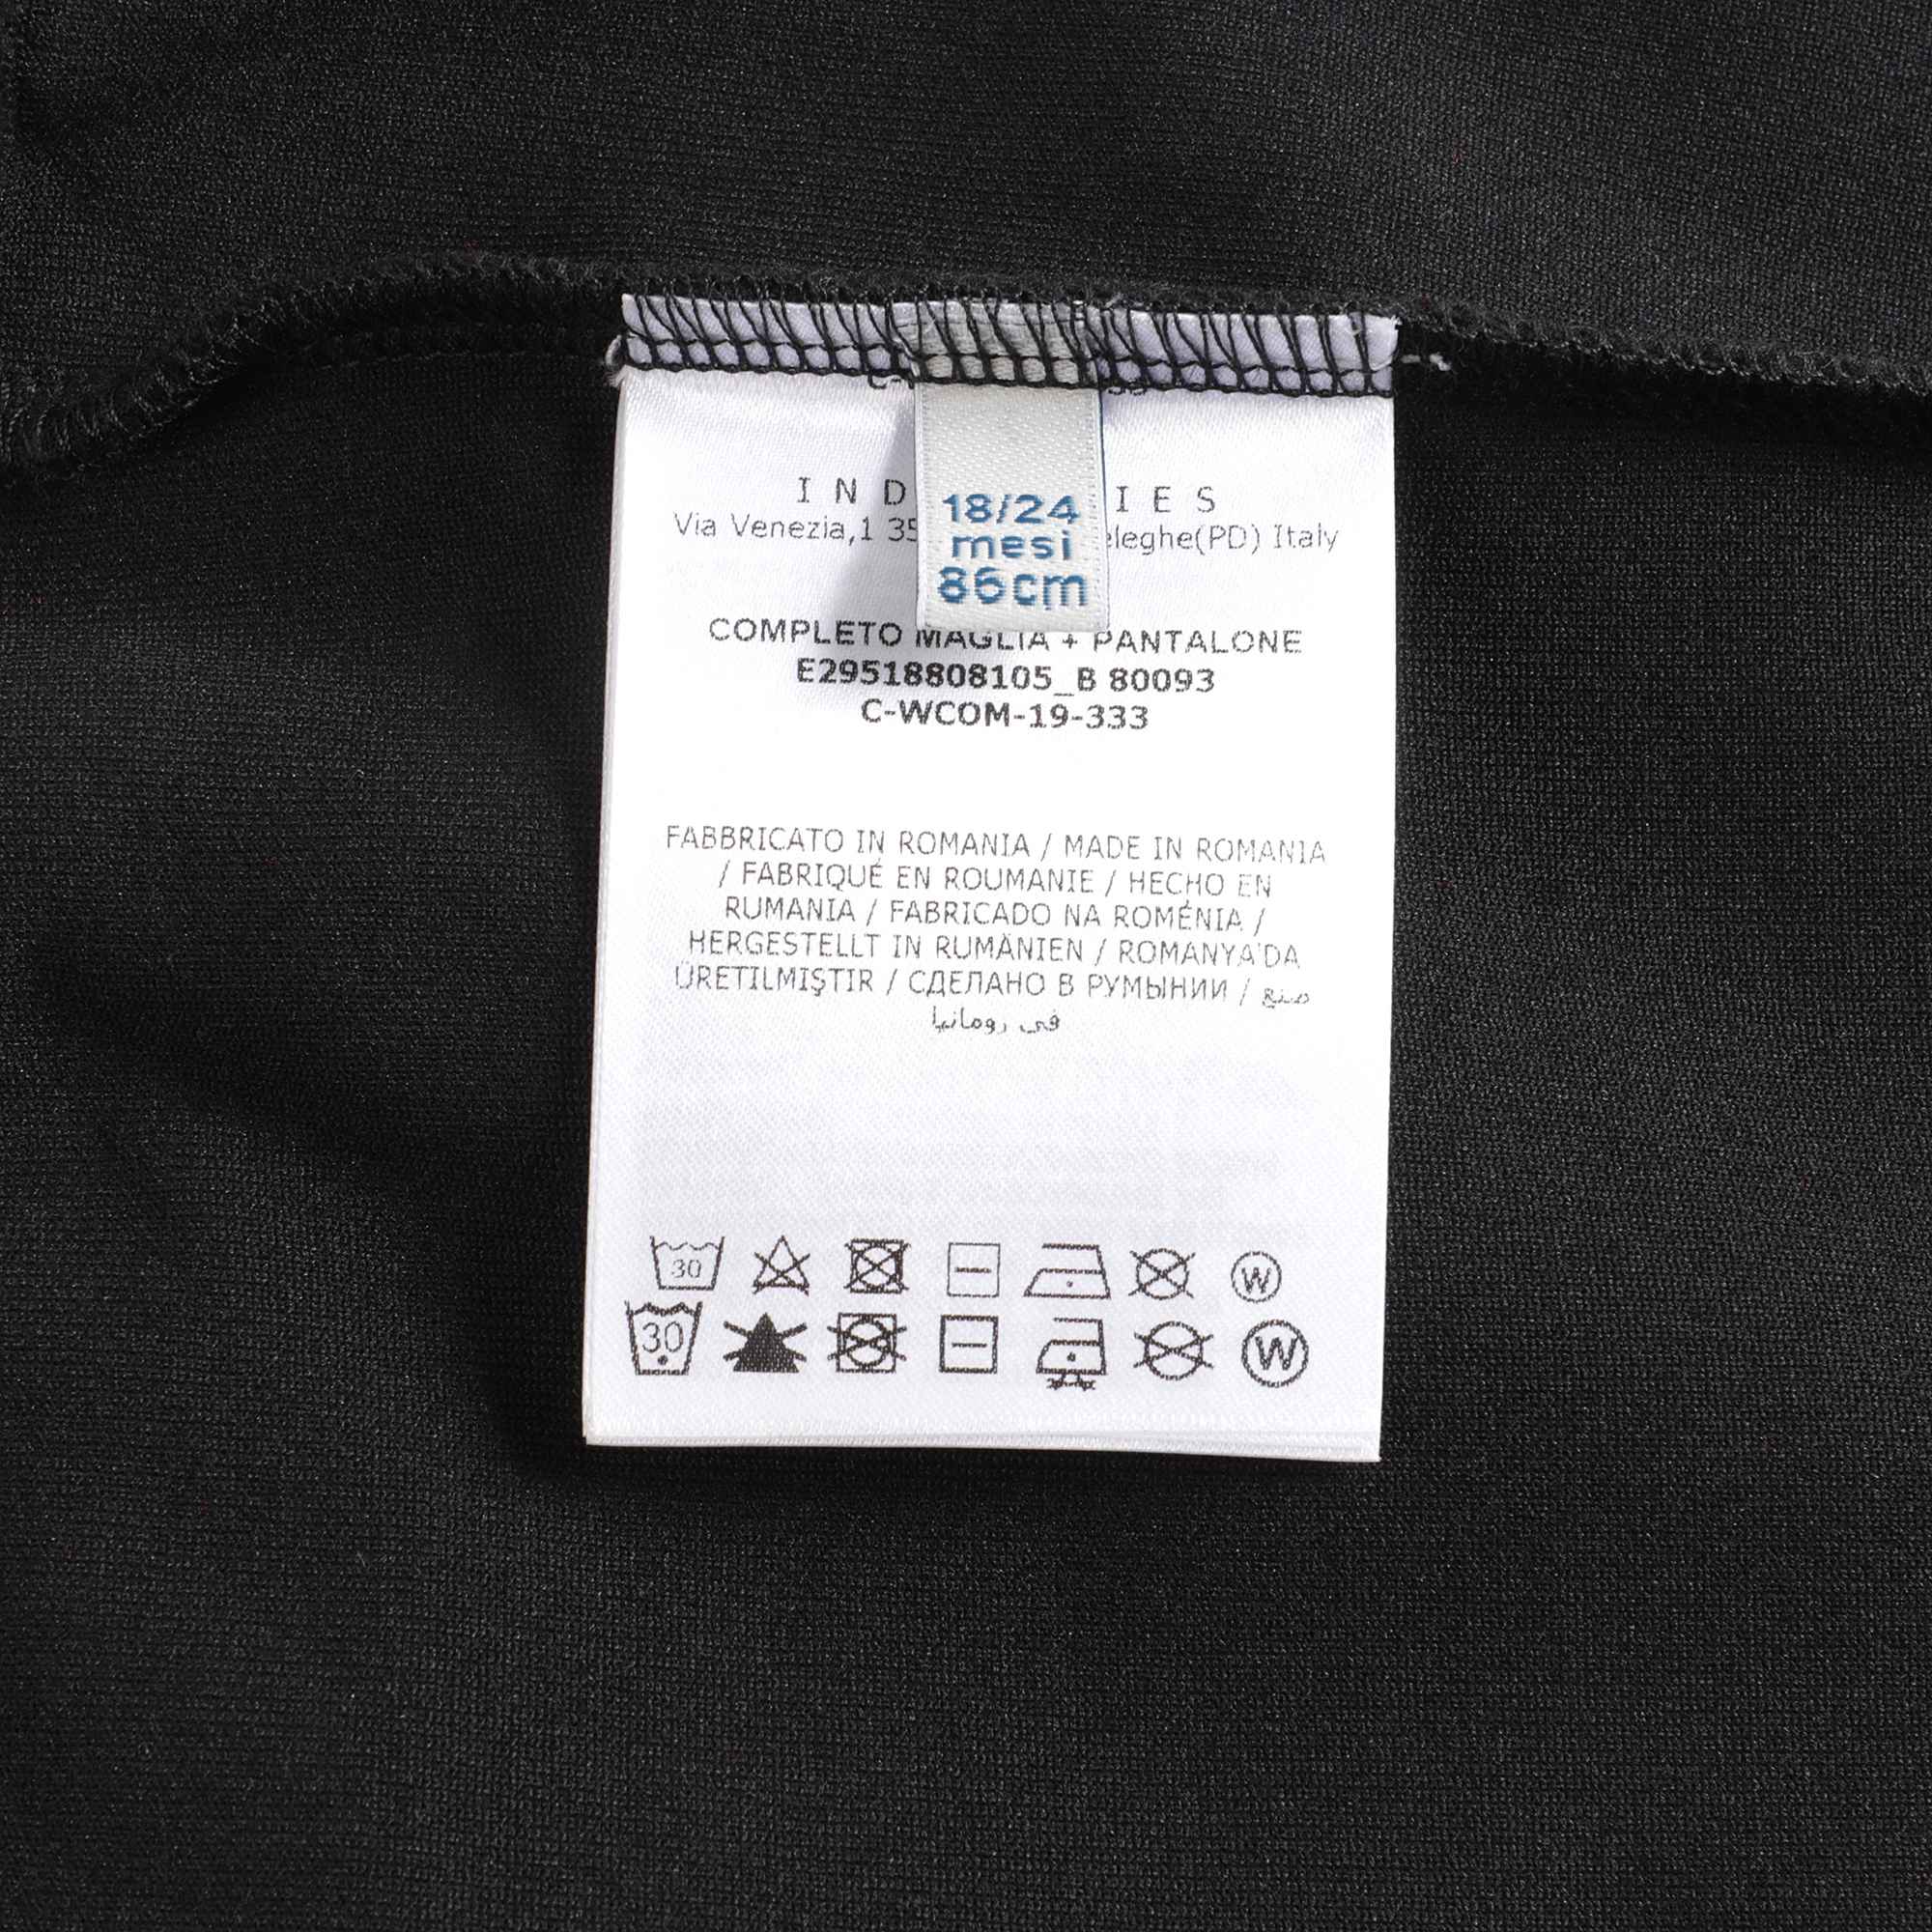 I N D I E S
Via Venezia,1 35 eleghe(PD) Italy
18/24
mesi
86cm
COMPLETO MAGLIA + PANTALONE
E29518808105_B 80093
C-WCOM-19-333
FABBRICATO IN ROMANIA / MADE IN ROMANIA
/ FABRIQUÉ EN ROUMANIE / HECHO EN
RUMANIA / FABRICADO NA ROMÉNIA /
HERGESTELLT IN RUMÄNIEN / ROMANYA'DA
ÜRETILMIŞTIR / СДЕЛАНО В РУМЫНИИ / صنع
في رومانيا
30 W
30 W